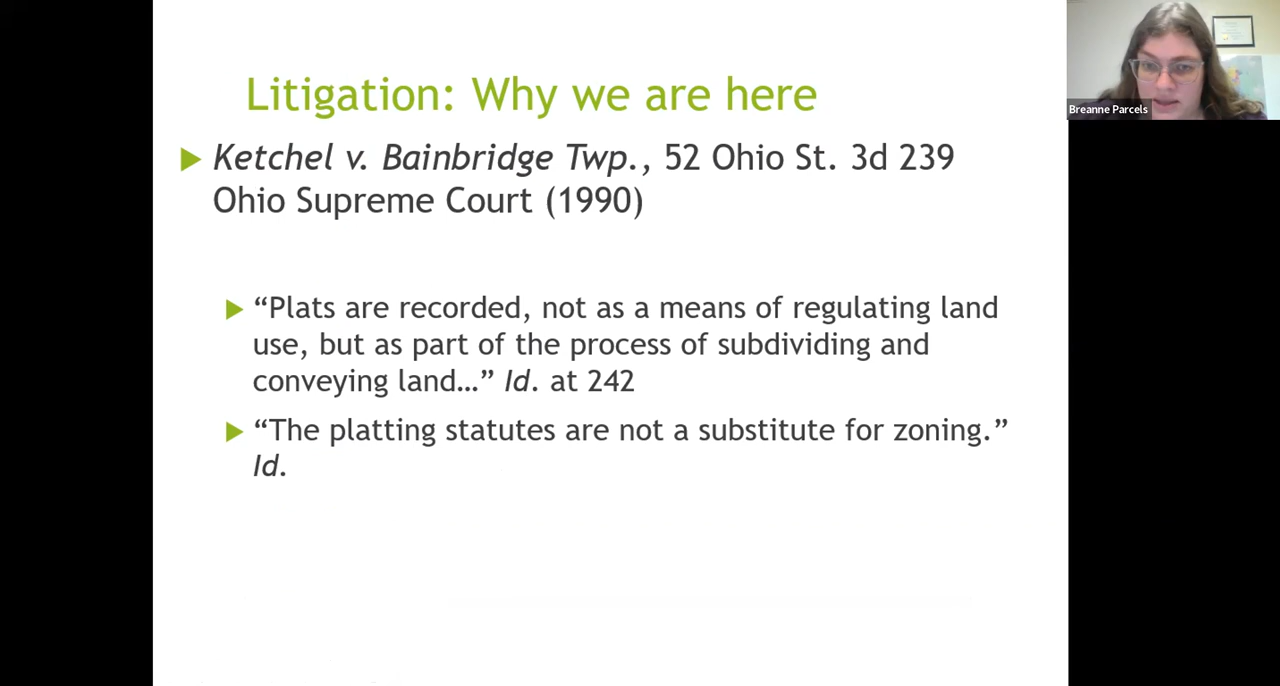 Litigation: Why we are here
Ketchel v. Bainbridge Twp., 52 Ohio St. 3d 239
Ohio Supreme Court (1990)
“Plats are recorded, not as a means of regulating land
use, but as part of the process of subdividing and
conveying land…” Id. at 242
“The platting statutes are not a substitute for zoning.”
Id.
Breanne Parcels